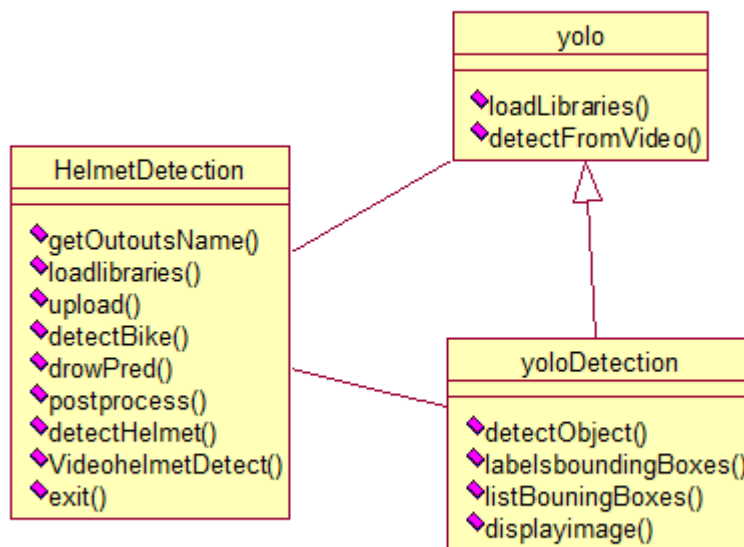 yolo
loadLibraries()
detectFromVideo()
HelmetDetection
getOutoutsName()
loadlibraries()
upload()
detectBike()
drowPred()
postprocess()
detectHelmet()
VideohelmetDetect()
exit()
yoloDetection
detectObject()
labelsboundingBoxes()
listBouningBoxes()
displayimage()